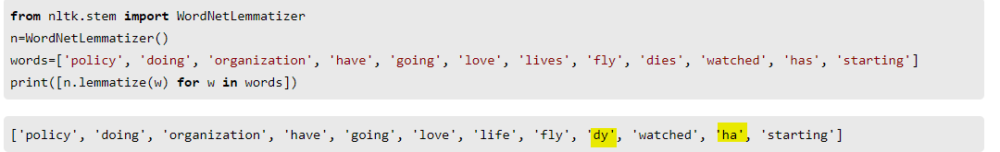 from nltk.stem import WordNetLemmatizer
n=WordNetLemmatizer()
words=['policy', 'doing', 'organization', 'have', 'going', 'love', 'lives', 'fly', 'dies', 'watched', 'has', 'starting']
print([n.lemmatize(w) for w in words])
['policy', 'doing', 'organization', 'have', 'going', 'love', 'life', 'fly', 'dy', 'watched', 'ha', 'starting']